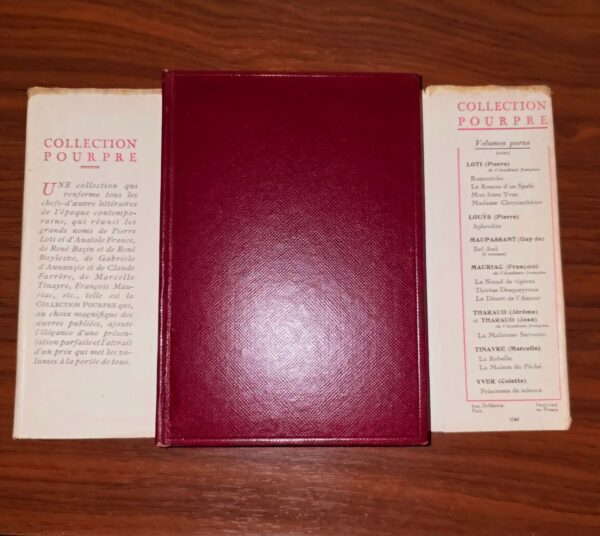 COLLECTION
POURPRE
UNE collection qui
renferme tous les
chefs-d'œuvre littéraires
de l'époque contempo-
raine, qui réunit les
grands noms de Pierre
Loti et d'Anatole France,
de René Bazin et de René
Boylesve, de Gabriele
d'Annunzio et de Claude
Farrère, de Marcelle
Tinayre, François Mau-
riac, etc., telle est la
COLLECTION POURPRE qui,
au choix magnifique des
œuvres publiées, ajoute
l'élégance d'une présen-
tation parfaite et l'attrait
d'un prix qui met les vo-
lumes à la portée de tous.
COLLECTION
POURPRE
Volumes parus
(suite)
LOTI (Pierre)
de l'Académie française
Ramuntcho
Le Roman d'un Spahi
Mon frère Yves
Madame Chrysanthème
LOUŸS (Pierre)
Aphrodite
MAUPASSANT (Guy de)
Bel Ami
(2 volumes)
MAURIAC (François)
de l'Académie française
Le Nœud de vipères
Thérèse Desqueyroux
Le Désert de l'Amour
THARAUD (Jérôme)
et THARAUD (Jean)
de l'Académie française
La Maîtresse Servante
TINAYRE (Marcelle)
La Rebelle
La Maison du Péché
YVER (Colette)
Princesses de science
Imprimé
en France.